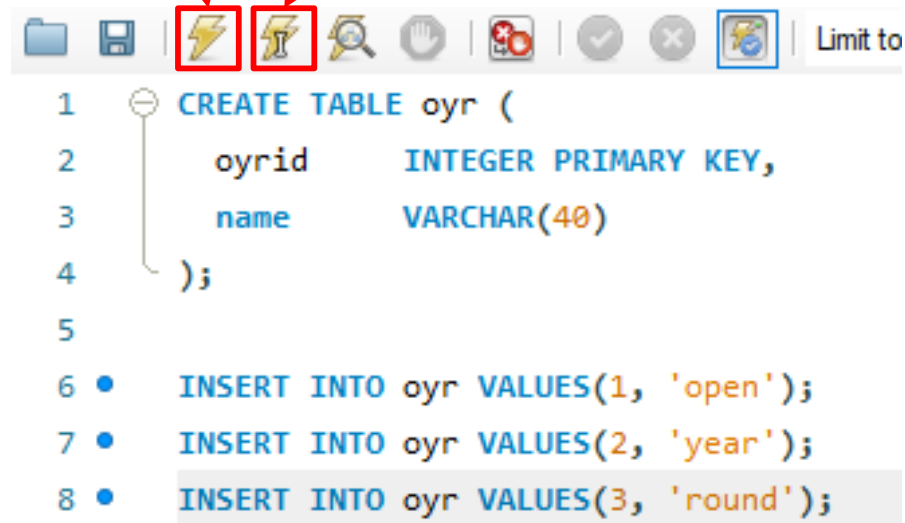 Limit to
1 CREATE TABLE oyr (
2 oyrid INTEGER PRIMARY KEY,
3 name VARCHAR(40)
4 );
5
6 INSERT INTO oyr VALUES(1, 'open');
7 INSERT INTO oyr VALUES(2, 'year');
8 INSERT INTO oyr VALUES(3, 'round');